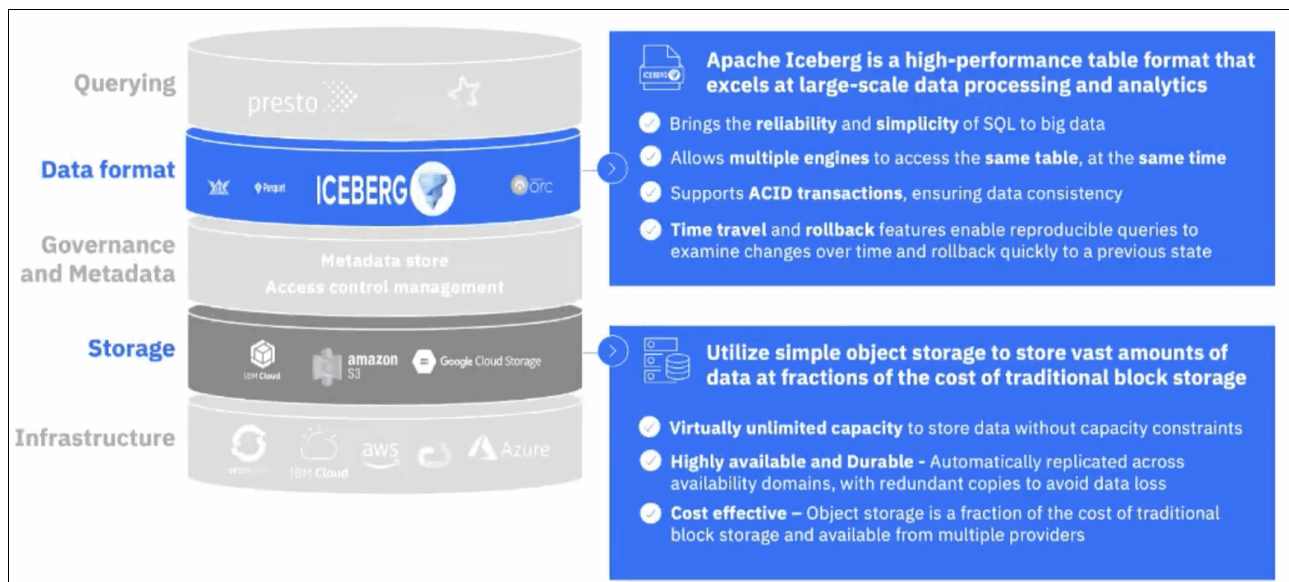 Querying
presto
Data format
Parquet
ICEBERG
orc
Governance
and Metadata
Metadata store
Access control management
Storage
IBM Cloud
amazon
S3
Google Cloud Storage
Infrastructure
IBM Cloud
aws
Azure
ICEBERG
Apache Iceberg is a high-performance table format that
excels at large-scale data processing and analytics
Brings the reliability and simplicity of SQL to big data
Allows multiple engines to access the same table, at the same time
Supports ACID transactions, ensuring data consistency
Time travel and rollback features enable reproducible queries to
examine changes over time and rollback quickly to a previous state
Utilize simple object storage to store vast amounts of
data at fractions of the cost of traditional block storage
Virtually unlimited capacity to store data without capacity constraints
Highly available and Durable - Automatically replicated across
availability domains, with redundant copies to avoid data loss
Cost effective – Object storage is a fraction of the cost of traditional
block storage and available from multiple providers